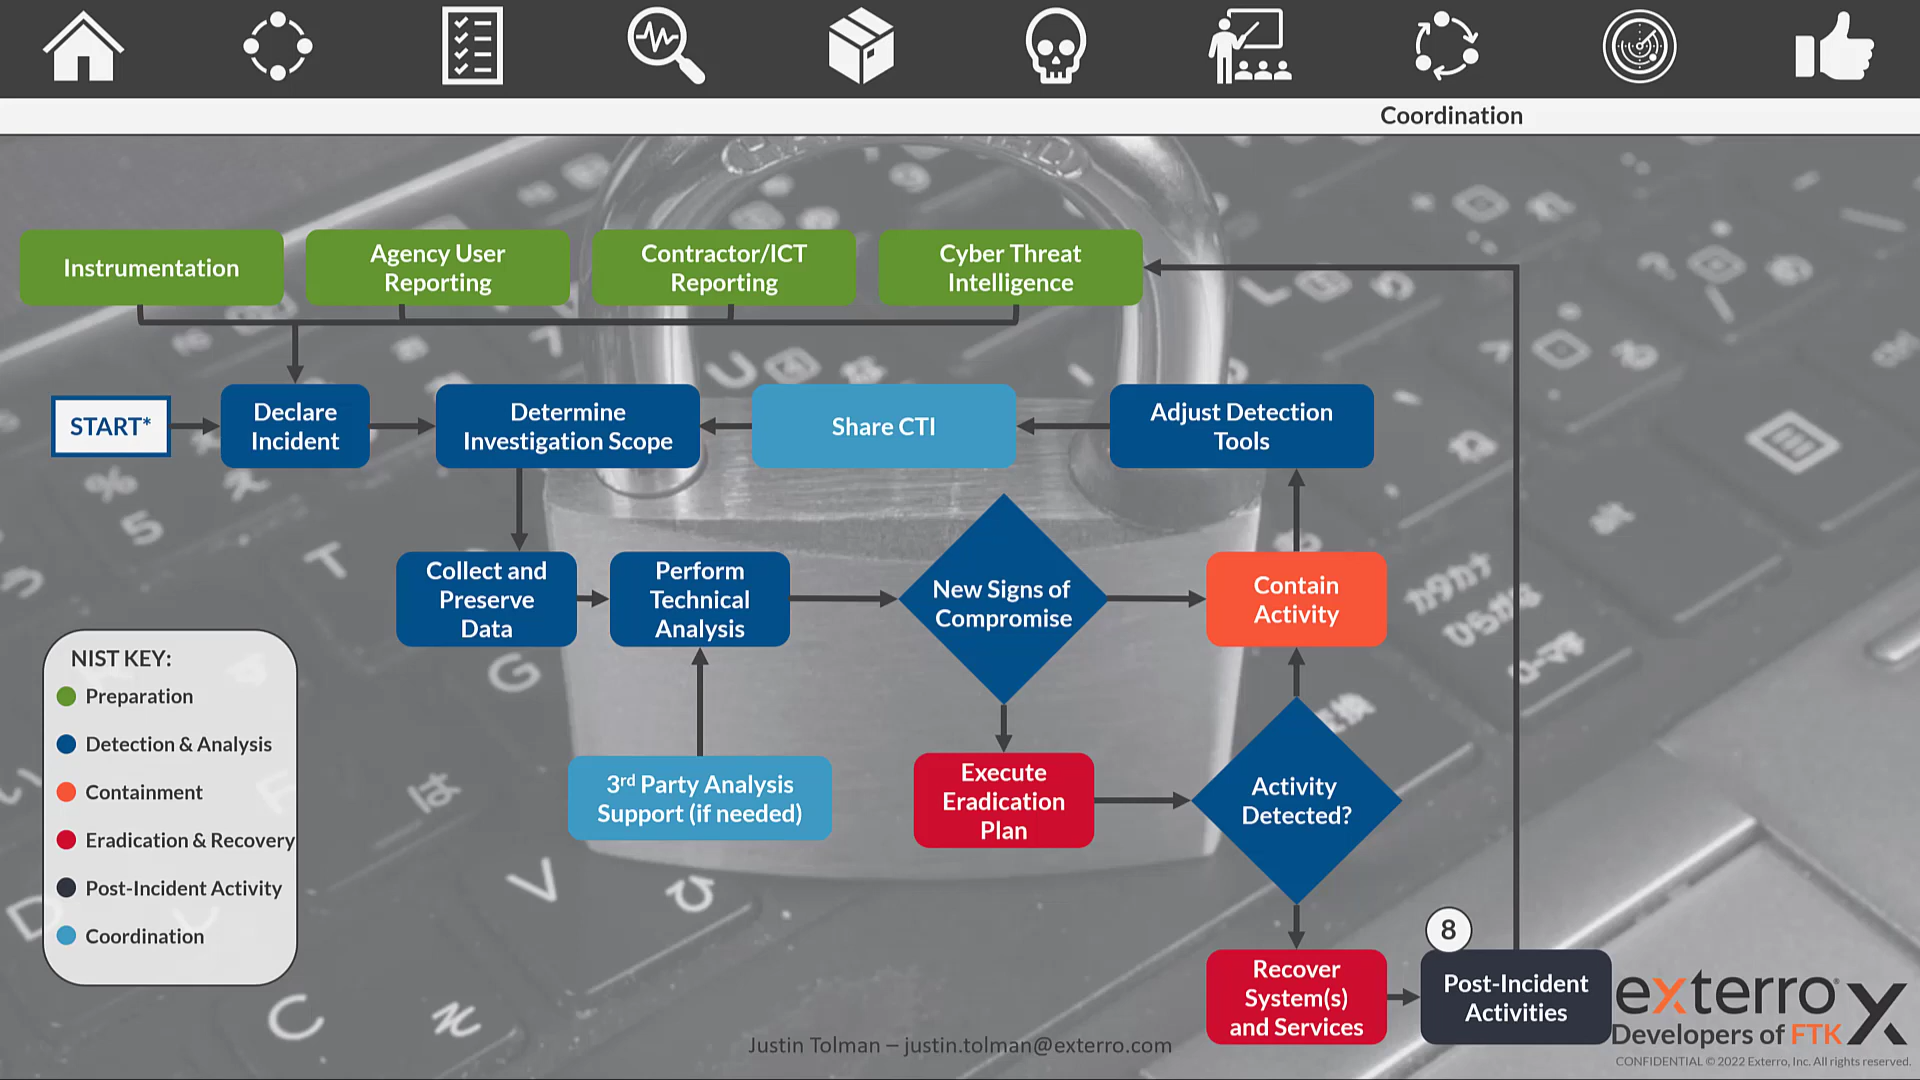 Coordination
Instrumentation
Agency User
Reporting
Contractor/ICT
Reporting
Cyber Threat
Intelligence
START*
Declare
Incident
Determine
Investigation Scope
Share CTI
Adjust Detection
Tools
Collect and
Preserve
Data
Perform
Technical
Analysis
New Signs of
Compromise
Contain
Activity
NIST KEY:
Preparation
Detection & Analysis
Containment
Eradication & Recovery
Post-Incident Activity
Coordination
3rd Party Analysis
Support (if needed)
Execute
Eradication
Plan
Activity
Detected?
8
Recover
System(s)
and Services
Post-Incident
Activities
exterro
Developers of FTK
Justin Tolman – justin.tolman@exterro.com
CONFIDENTIAL © 2022 Exterro, Inc. All rights reserved.